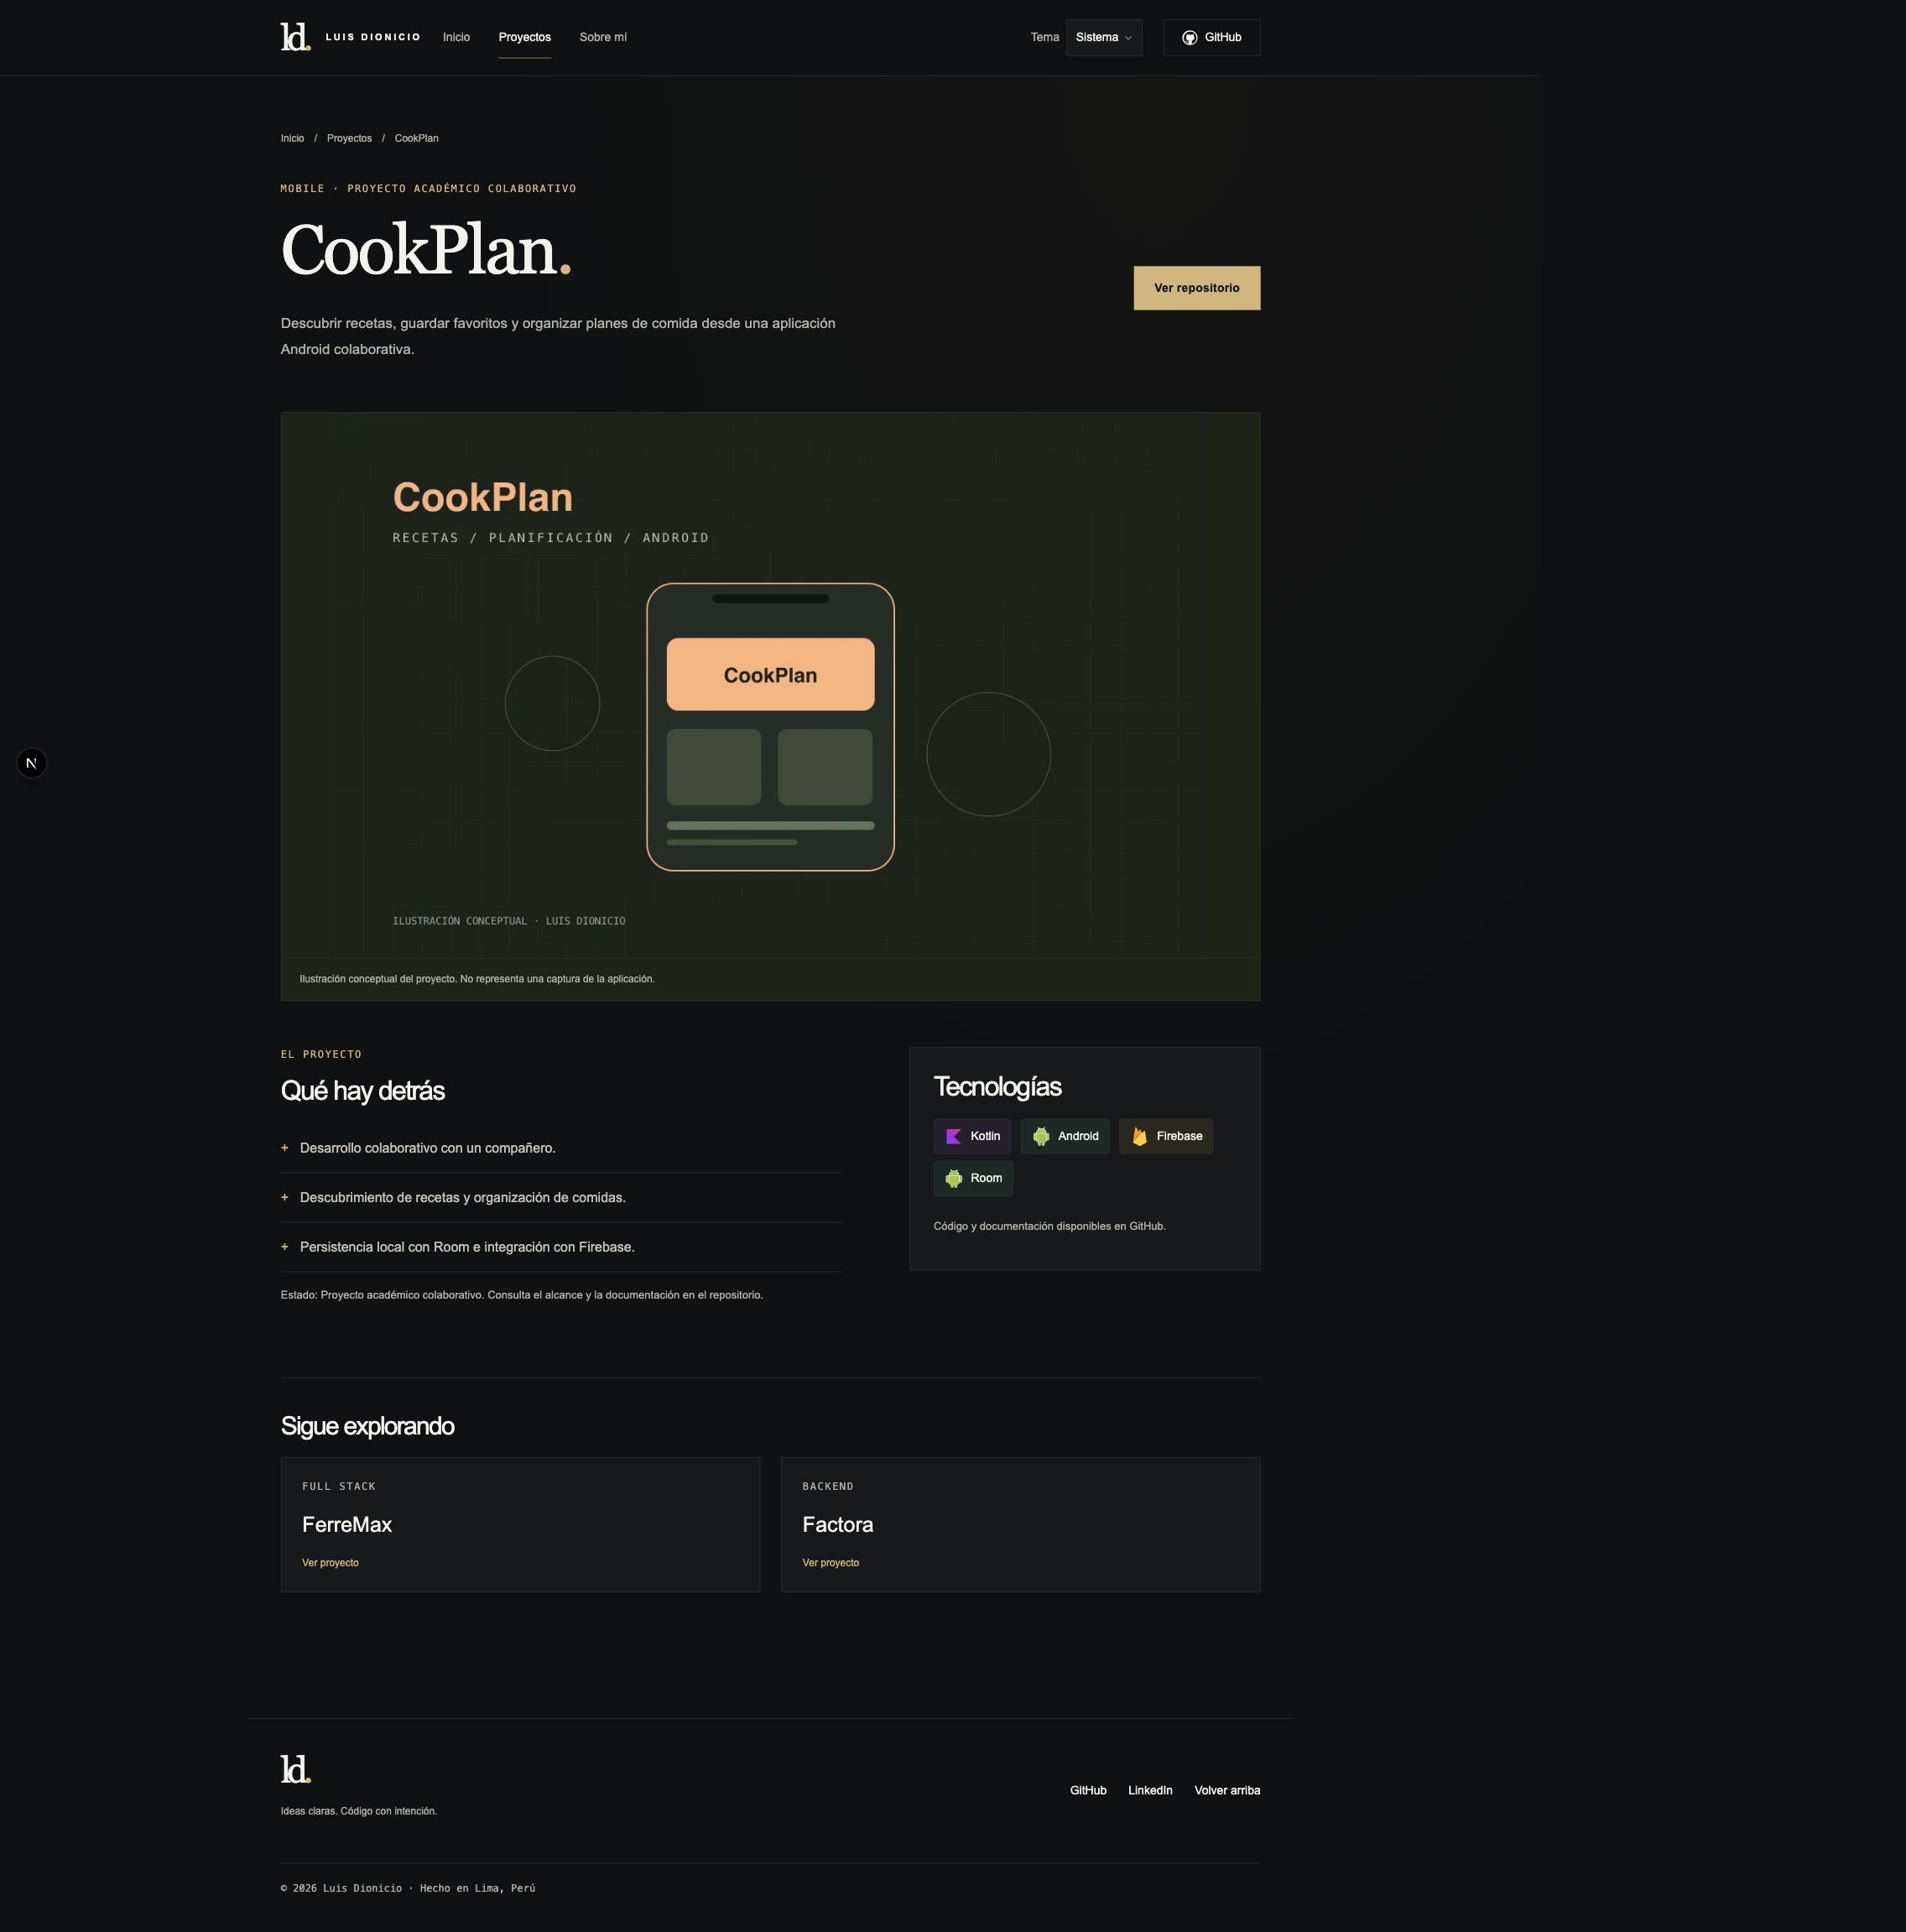 ld. LUIS DIONICIO Inicio Proyectos Sobre mí Tema Sistema GitHub
Inicio / Proyectos / CookPlan
MOBILE · PROYECTO ACADÉMICO COLABORATIVO
CookPlan.
Ver repositorio
Descubrir recetas, guardar favoritos y organizar planes de comida desde una aplicación
Android colaborativa.
CookPlan
RECETAS / PLANIFICACIÓN / ANDROID
CookPlan
N
ILUSTRACIÓN CONCEPTUAL · LUIS DIONICIO
Ilustración conceptual del proyecto. No representa una captura de la aplicación.
EL PROYECTO
Qué hay detrás
+ Desarrollo colaborativo con un compañero.
+ Descubrimiento de recetas y organización de comidas.
+ Persistencia local con Room e integración con Firebase.
Estado: Proyecto académico colaborativo. Consulta el alcance y la documentación en el repositorio.
Tecnologías
Kotlin Android Firebase
Room
Código y documentación disponibles en GitHub.
Sigue explorando
FULL STACK
FerreMax
Ver proyecto
BACKEND
Factora
Ver proyecto
ld.
Ideas claras. Código con intención.
GitHub LinkedIn Volver arriba
© 2026 Luis Dionicio · Hecho en Lima, Perú